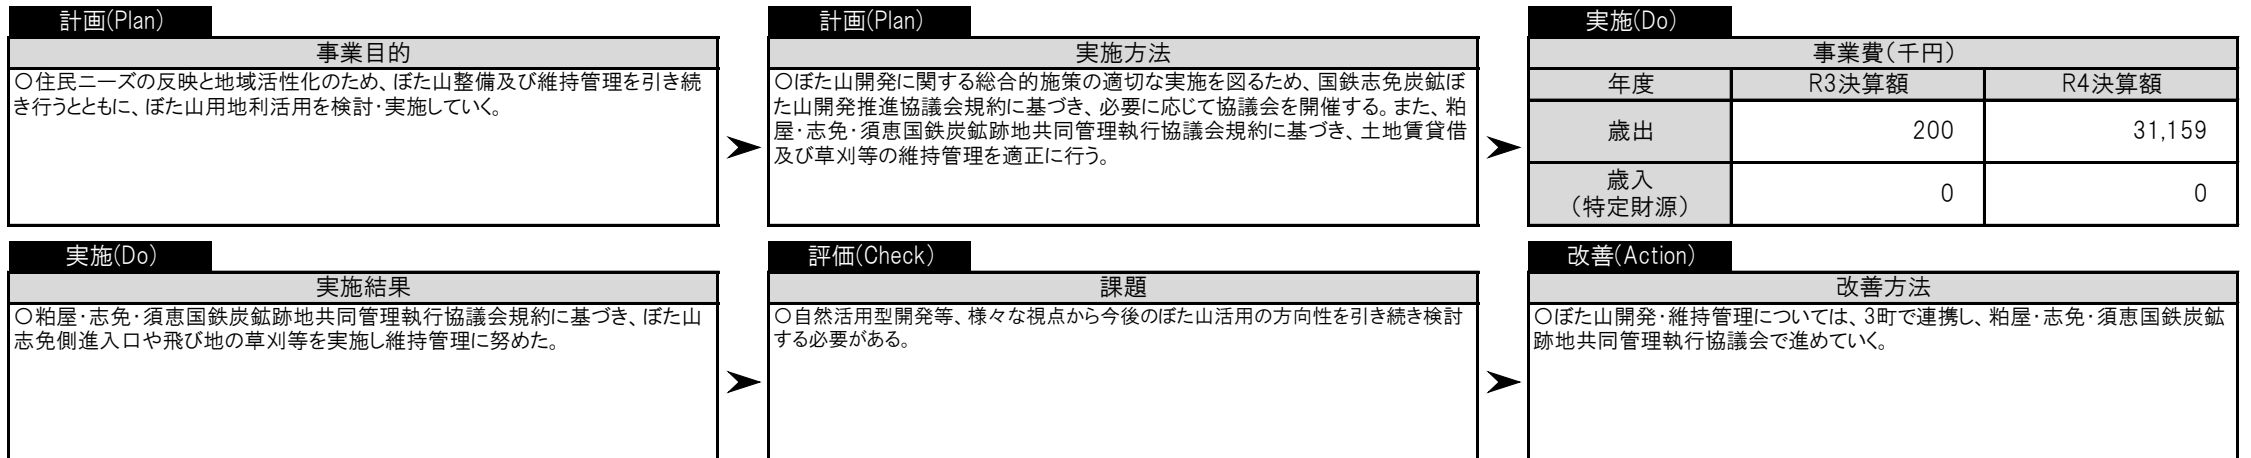 計画(Plan)
事業目的
○住民ニーズの反映と地域活性化のため、ぼた山整備及び維持管理を引き続
き行うとともに、ぼた山用地利活用を検討・実施していく。
計画(Plan)
実施方法
○ぼた山開発に関する総合的施策の適切な実施を図るため、国鉄志免炭鉱ぼ
た山開発推進協議会規約に基づき、必要に応じて協議会を開催する。また、粕
屋・志免・須恵国鉄炭鉱跡地共同管理執行協議会規約に基づき、土地賃貸借
及び草刈等の維持管理を適正に行う。
実施(Do)
事業費(千円)
年度 R3決算額 R4決算額
歳出 200 31,159
歳入
(特定財源) 0 0
実施(Do)
実施結果
○粕屋・志免・須恵国鉄炭鉱跡地共同管理執行協議会規約に基づき、ぼた山
志免側進入口や飛び地の草刈等を実施し維持管理に努めた。
評価(Check)
課題
○自然活用型開発等、様々な視点から今後のぼた山活用の方向性を引き続き検討
する必要がある。
改善(Action)
改善方法
○ぼた山開発・維持管理については、3町で連携し、粕屋・志免・須恵国鉄炭鉱
跡地共同管理執行協議会で進めていく。